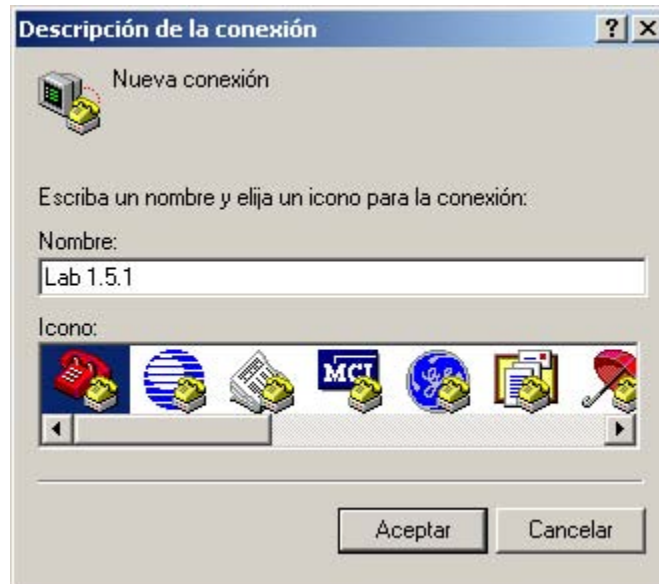 Descripción de la conexión
Nueva conexión
Escriba un nombre y elija un icono para la conexión:
Nombre:
Lab 1.5.1
Icono:
MCI
Aceptar Cancelar